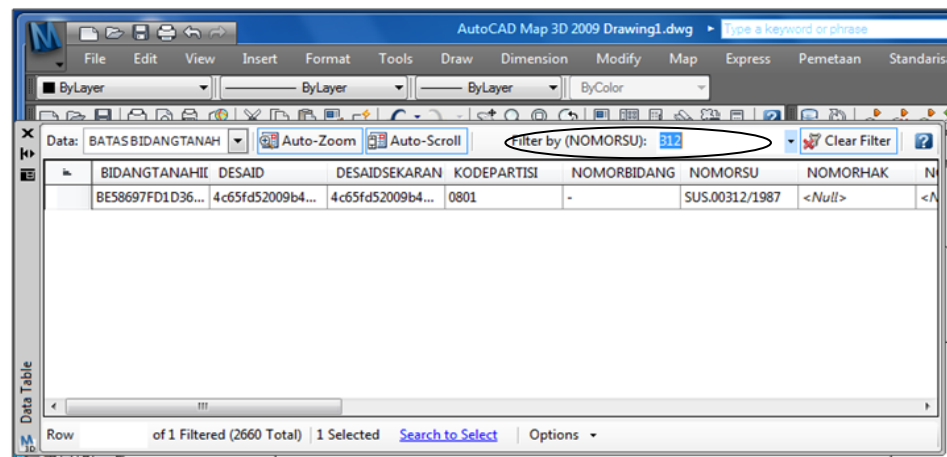 AutoCAD Map 3D 2009 Drawing1.dwg Type a keyword or phrase
File Edit View Insert Format Tools Draw Dimension Modify Map Express Pemetaan Standaris
ByLayer ByLayer ByLayer ByColor
Data: BATASBIDANGTANAH Auto-Zoom Auto-Scroll Filter by (NOMORSU): 312 Clear Filter
BIDANGTANAHII DESAID DESAIDSEKARAN KODEPARTISI NOMORBIDANG NOMORSU NOMORHAK
BE58697FD1D36... 4c65fd52009b4... 4c65fd52009b4... 0801 - SUS.00312/1987 <Null>
Data Table
Row of 1 Filtered (2660 Total) 1 Selected Search to Select Options